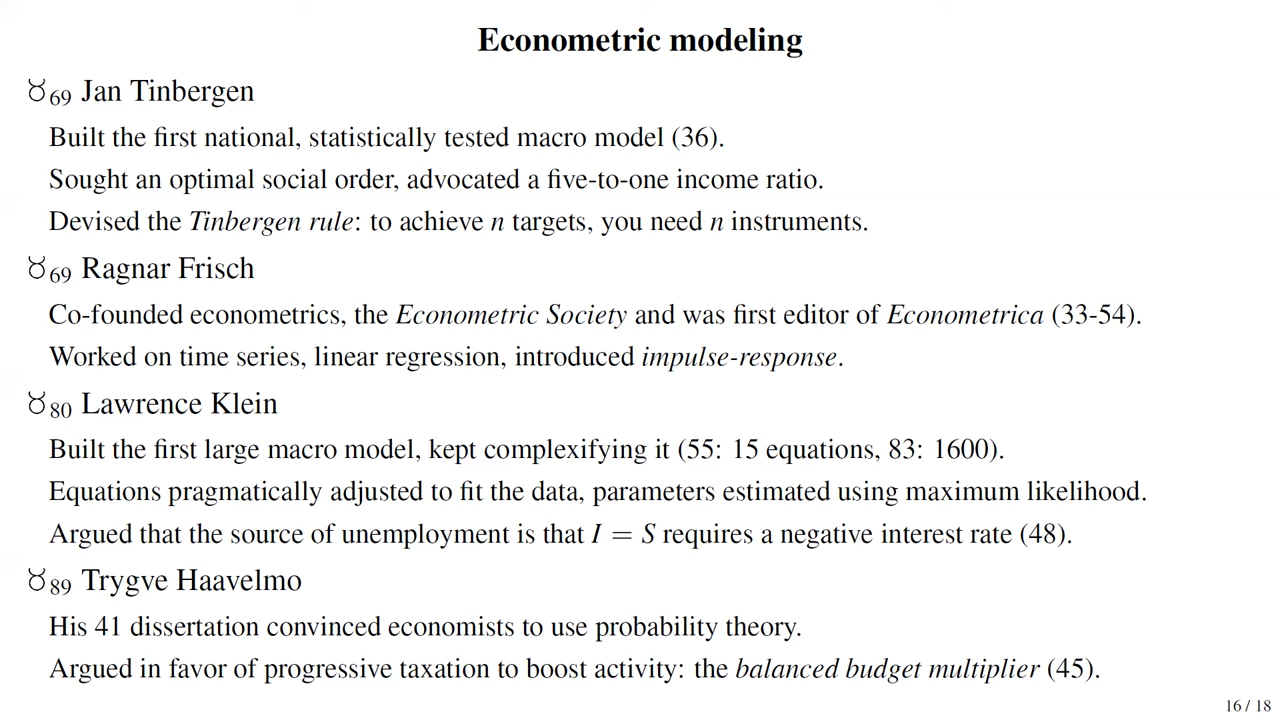 Econometric modeling
♉69 Jan Tinbergen
Built the first national, statistically tested macro model (36).
Sought an optimal social order, advocated a five-to-one income ratio.
Devised the Tinbergen rule: to achieve n targets, you need n instruments.
♉69 Ragnar Frisch
Co-founded econometrics, the Econometric Society and was first editor of Econometrica (33-54).
Worked on time series, linear regression, introduced impulse-response.
♉80 Lawrence Klein
Built the first large macro model, kept complexifying it (55: 15 equations, 83: 1600).
Equations pragmatically adjusted to fit the data, parameters estimated using maximum likelihood.
Argued that the source of unemployment is that I = S requires a negative interest rate (48).
♉89 Trygve Haavelmo
His 41 dissertation convinced economists to use probability theory.
Argued in favor of progressive taxation to boost activity: the balanced budget multiplier (45).
16 / 18